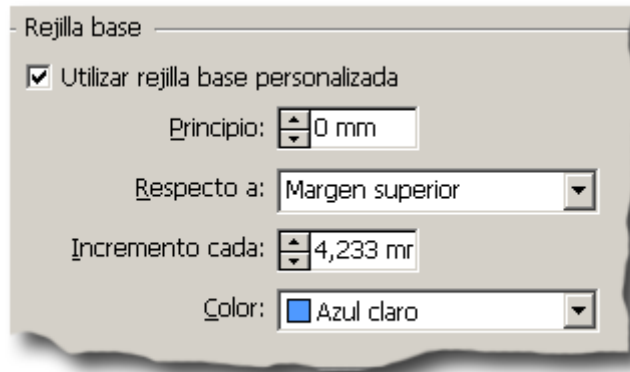 Rejilla base
Utilizar rejilla base personalizada
Principio: 0 mm
Respecto a: Margen superior
Incremento cada: 4,233 mr
Color: Azul claro